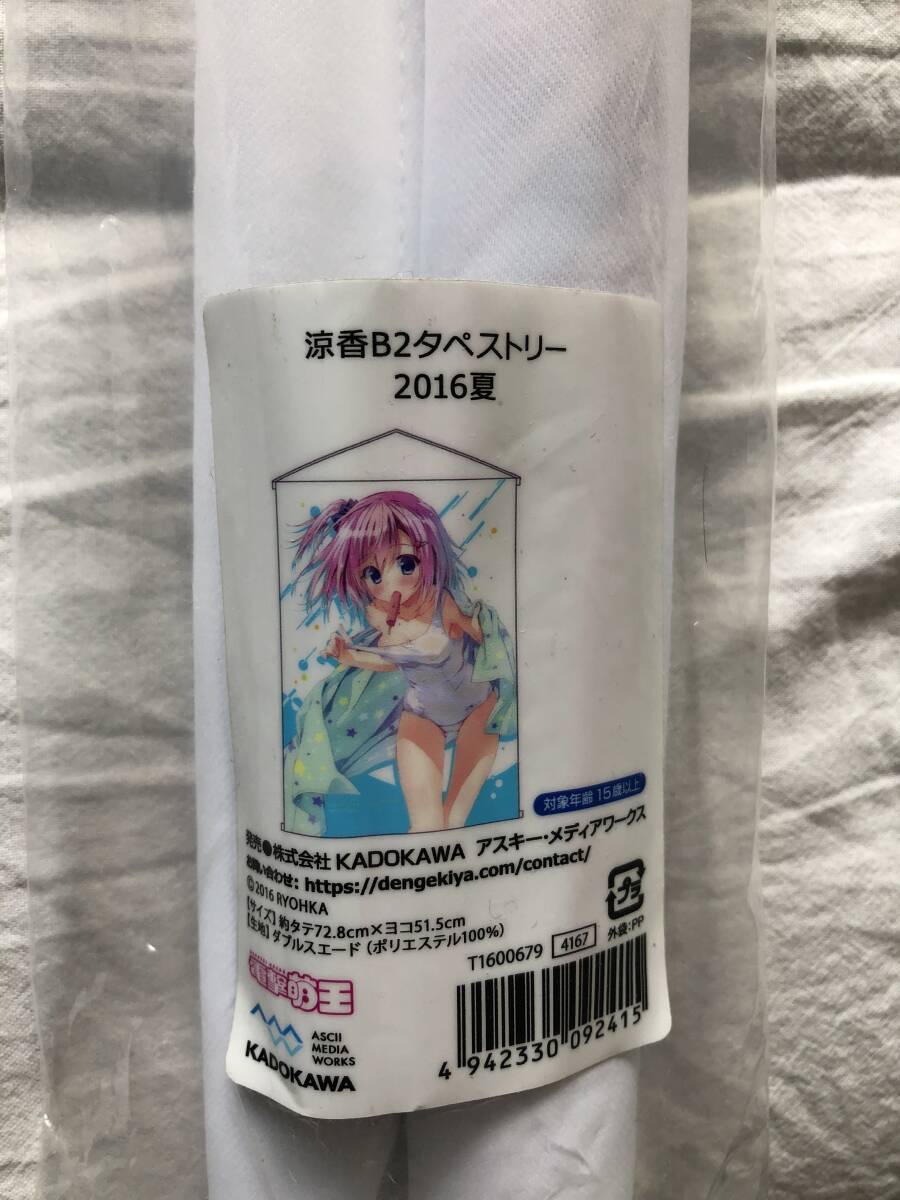 涼香B2タペストリー
2016夏
対象年齢 15歳以上
発売●株式会社 KADOKAWA アスキー・メディアワークス
お問い合わせ: https://dengekiya.com/contact/
©2016 RYOHKA
【サイズ】 約タテ72.8cm×ヨコ51.5cm
【生地】 ダブルスエード (ポリエステル100%)
プラ
外袋:PP
T1600679 4167
電撃萌王
ASCII
MEDIA
WORKS
KADOKAWA
4 942330 092415